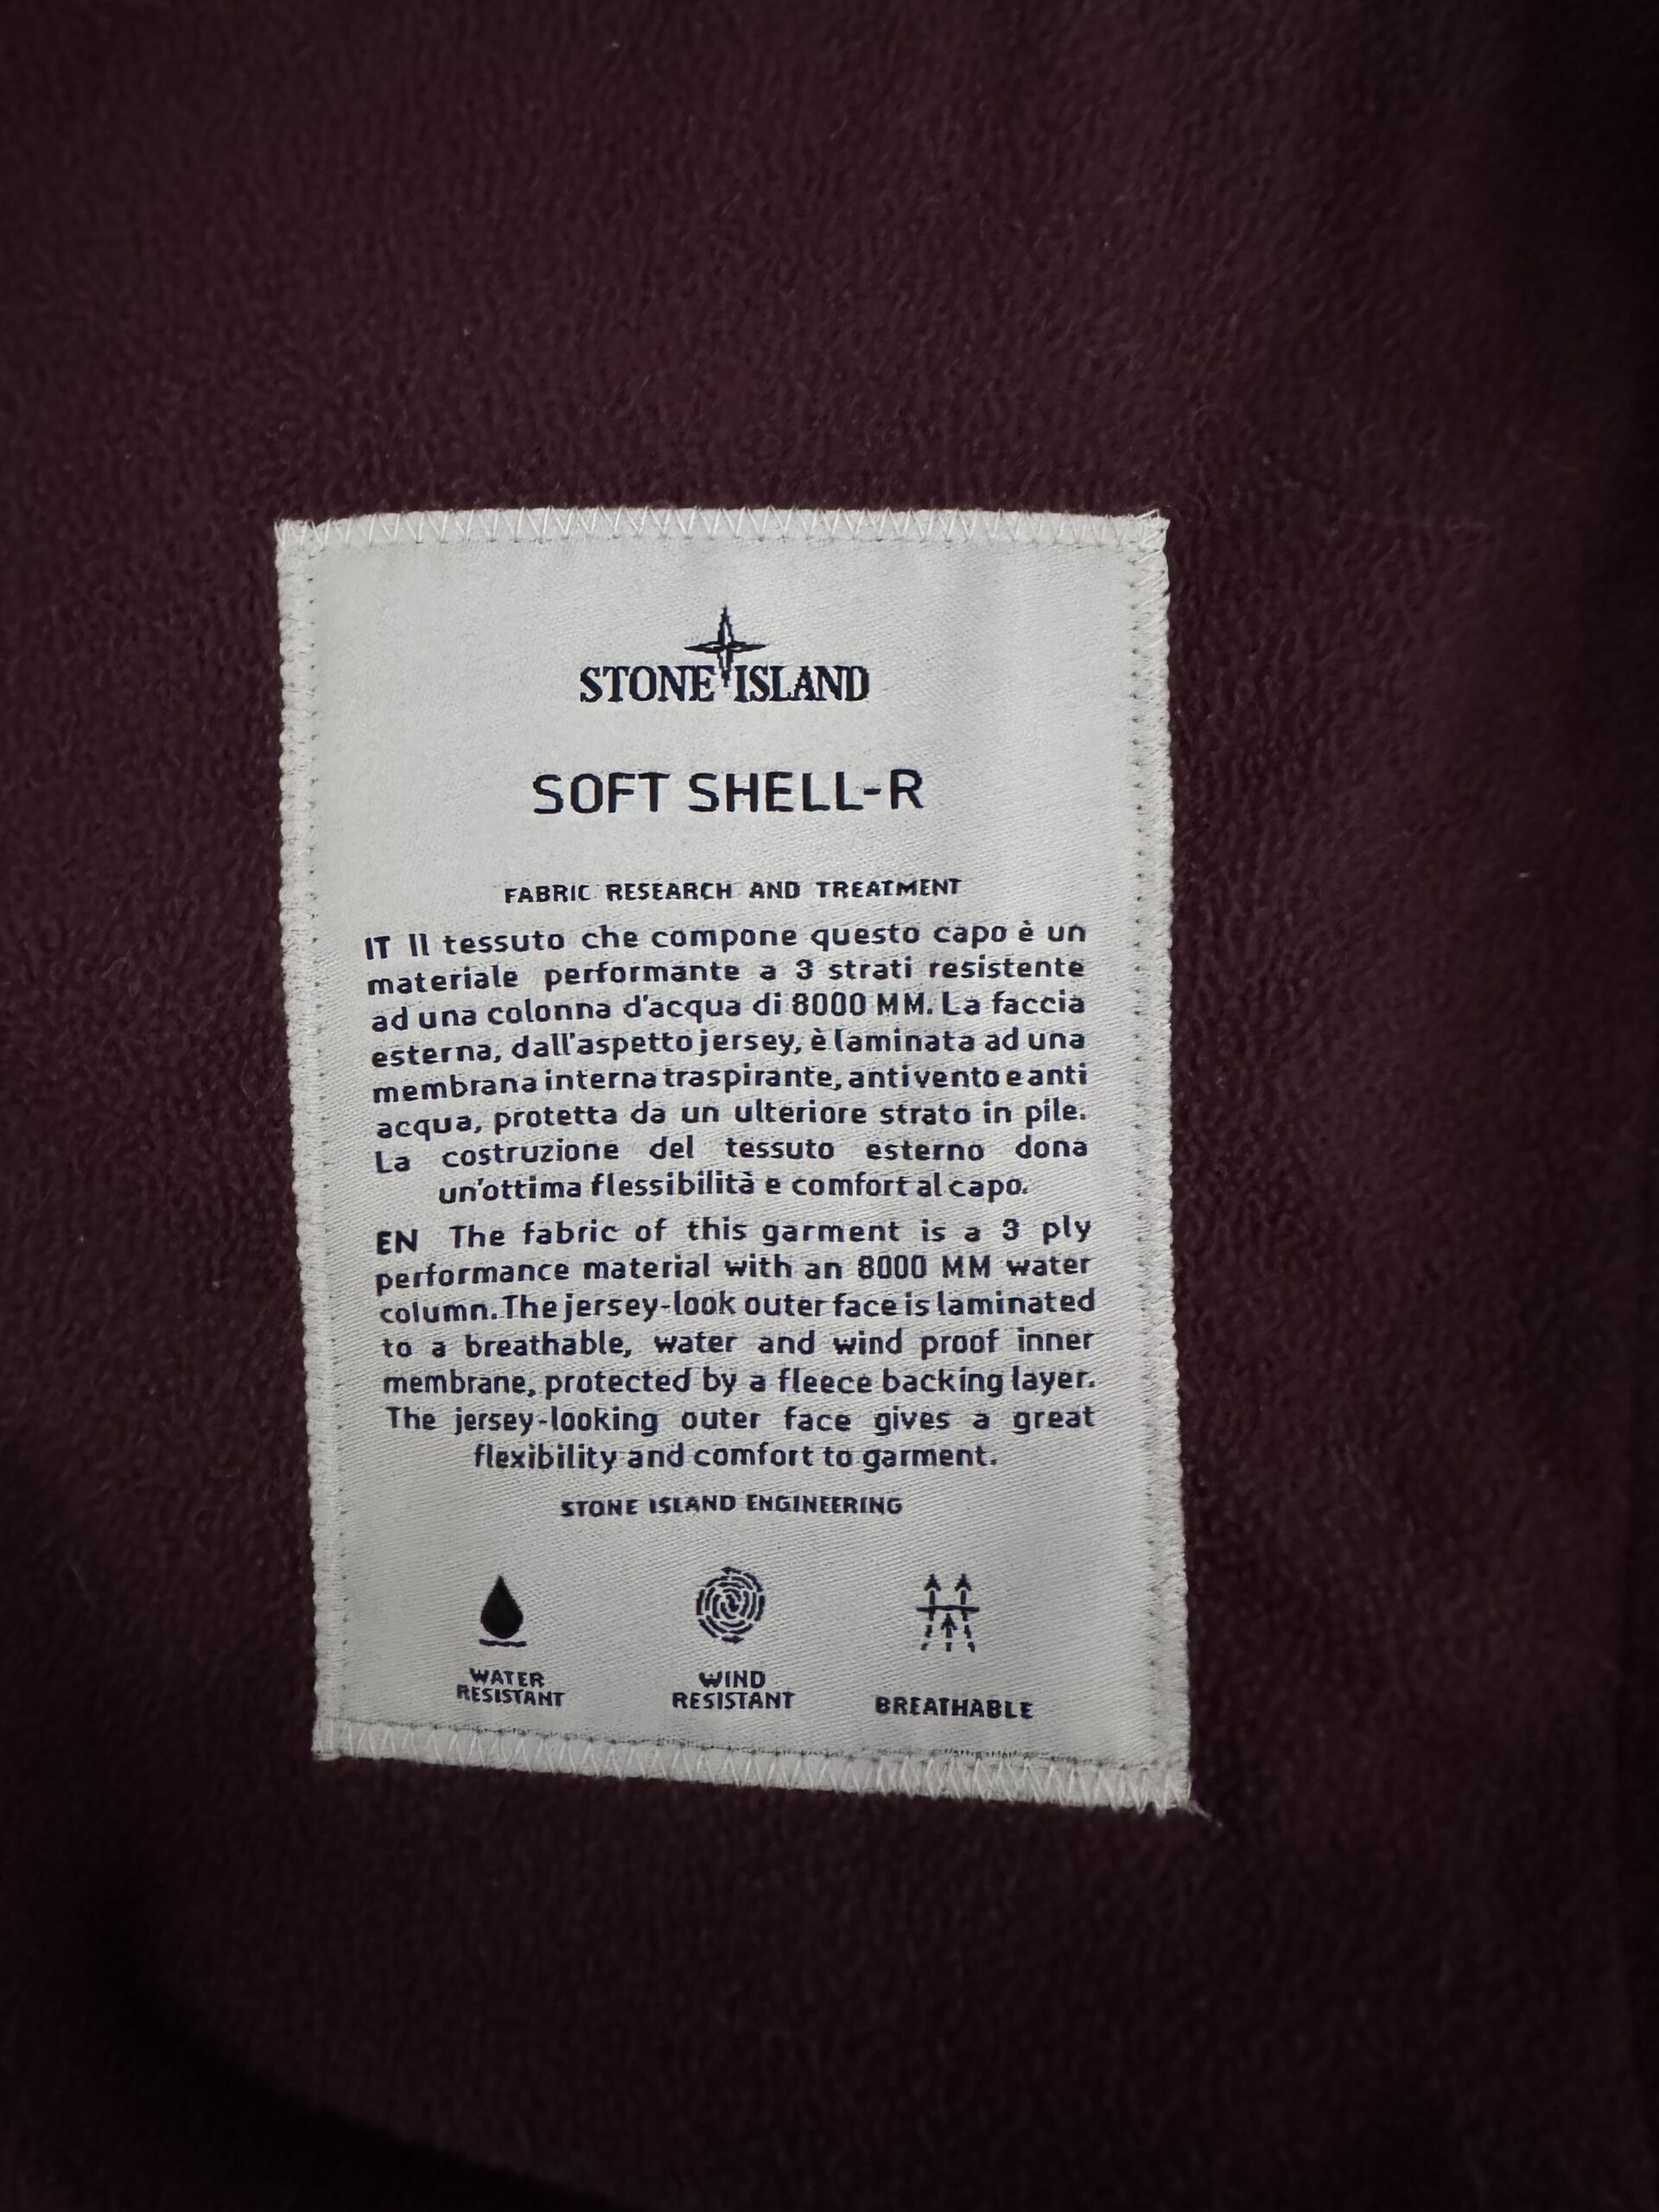 STONE ISLAND
SOFT SHELL-R
FABRIC RESEARCH AND TREATMENT
IT Il tessuto che compone questo capo è un
materiale performante a 3 strati resistente
ad una colonna d'acqua di 8000 MM. La faccia
esterna, dall'aspetto jersey, è laminata ad una
membrana interna traspirante, antivento e anti
acqua, protetta da un ulteriore strato in pile.
La costruzione del tessuto esterno dona
un'ottima flessibilità e comfort al capo.
EN The fabric of this garment is a 3 ply
performance material with an 8000 MM water
column. The jersey-look outer face is laminated
to a breathable, water and wind proof inner
membrane, protected by a fleece backing layer.
The jersey-looking outer face gives a great
flexibility and comfort to garment.
STONE ISLAND ENGINEERING
WATER
RESISTANT
WIND
RESISTANT
BREATHABLE